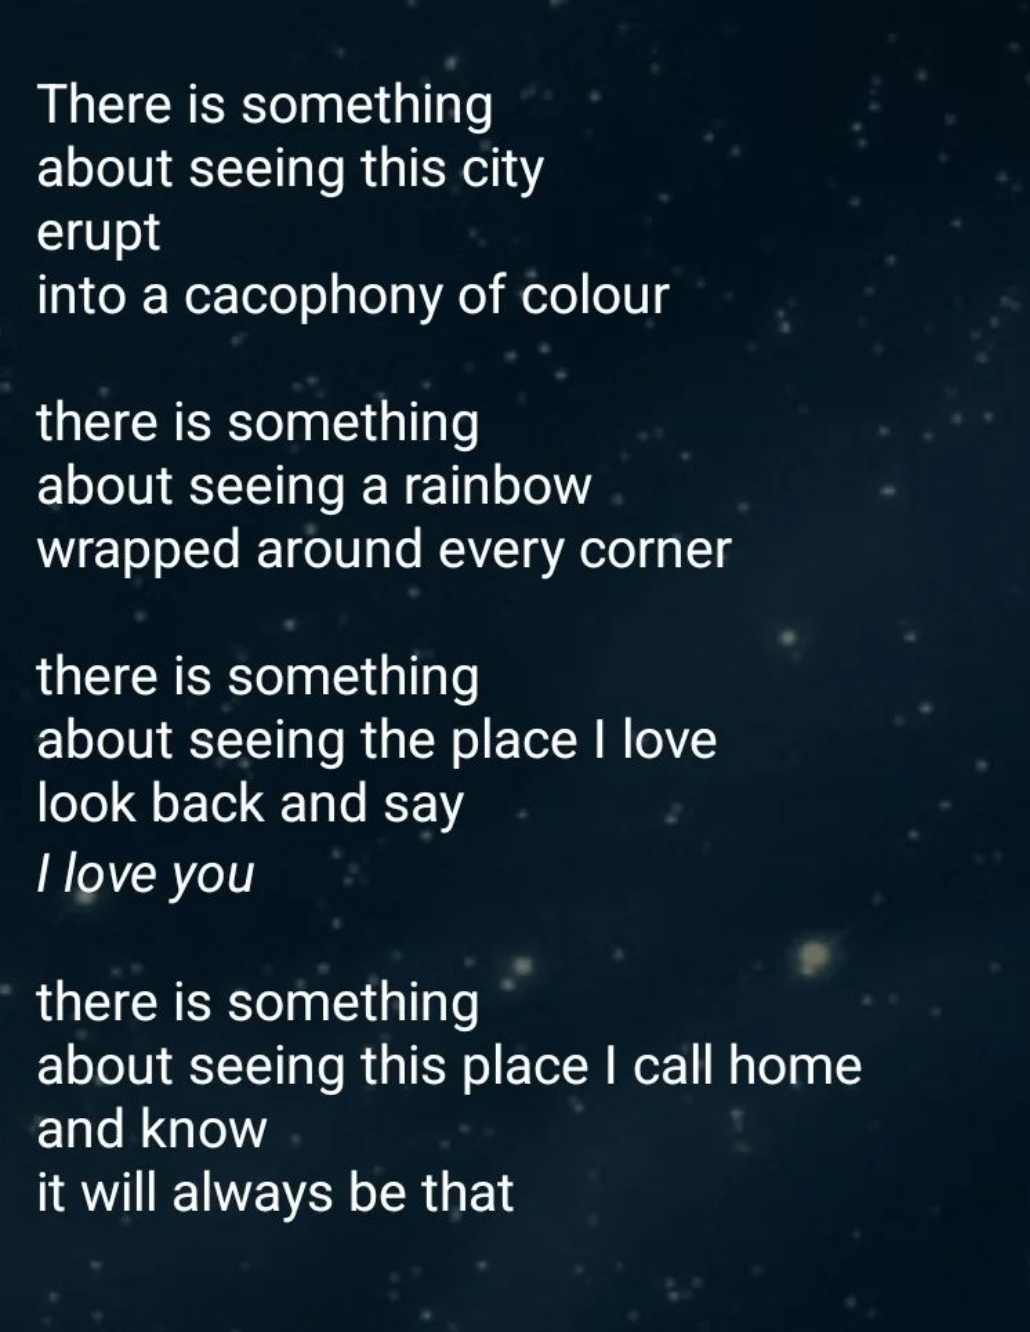 There is something
about seeing this city
erupt
into a cacophony of colour
there is something
about seeing a rainbow
wrapped around every corner
there is something
about seeing the place I love
look back and say
I love you
there is something
about seeing this place I call home
and know
it will always be that